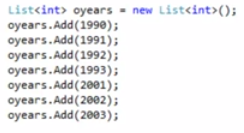 List<int> oyears = new List<int>();
oyears.Add(1990);
oyears.Add(1991);
oyears.Add(1992);
oyears.Add(1993);
oyears.Add(2001);
oyears.Add(2002);
oyears.Add(2003);